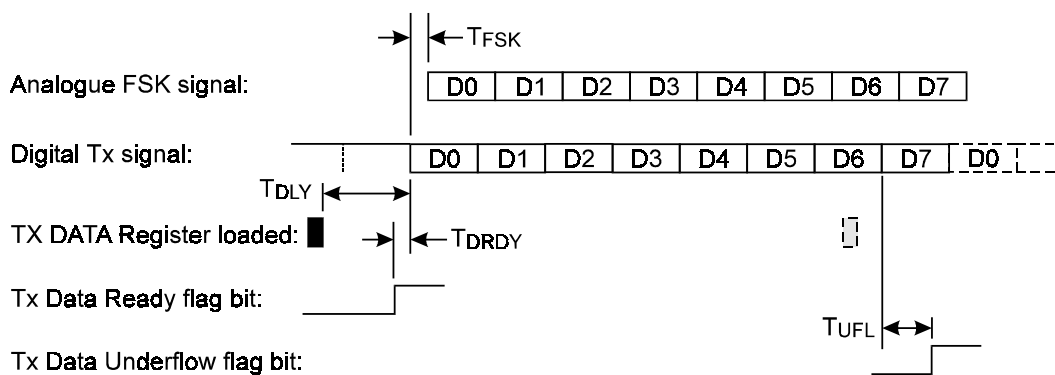 TFSK
Analogue FSK signal:
D0 D1 D2 D3 D4 D5 D6 D7
Digital Tx signal:
D0 D1 D2 D3 D4 D5 D6 D7 D0
TDLY
TX DATA Register loaded:
TDRDY
Tx Data Ready flag bit:
TUFL
Tx Data Underflow flag bit: